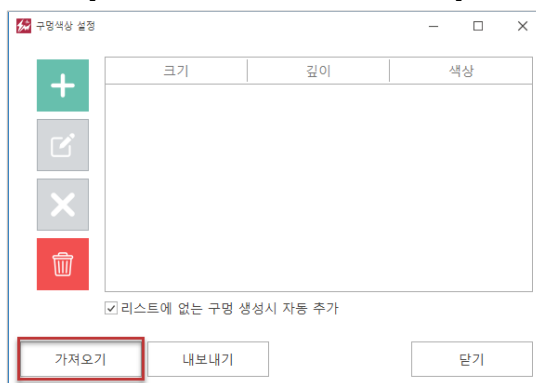 구멍색상 설정
크기 깊이 색상
리스트에 없는 구멍 생성시 자동 추가
가져오기 내보내기 닫기